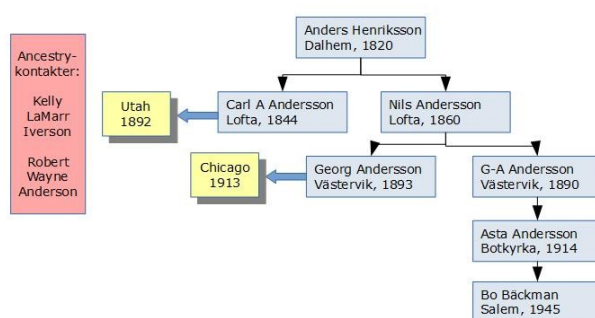 Anders Henriksson
Dalhem, 1820
Ancestry-
kontakter:
Kelly
LaMarr
Iverson
Robert
Wayne
Anderson
Utah
1892
Carl A Andersson
Lofta, 1844
Nils Andersson
Lofta, 1860
Chicago
1913
Georg Andersson
Västervik, 1893
G-A Andersson
Västervik, 1890
Asta Andersson
Botkyrka, 1914
Bo Bäckman
Salem, 1945